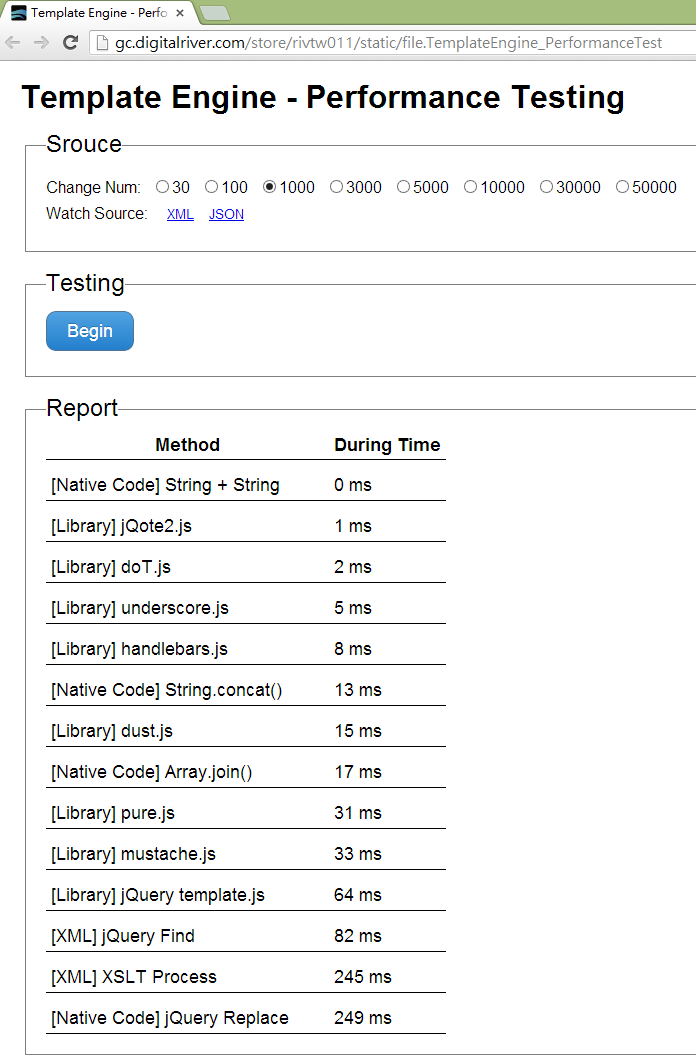 Template Engine - Perfo
gc.digitalriver.com/store/rivtw011/static/file.TemplateEngine_PerformanceTest
Template Engine - Performance Testing
Srouce
Change Num: 30 100 1000 3000 5000 10000 30000 50000
Watch Source: XML JSON
Testing
Begin
Report
Method During Time
[Native Code] String + String 0 ms
[Library] jQote2.js 1 ms
[Library] doT.js 2 ms
[Library] underscore.js 5 ms
[Library] handlebars.js 8 ms
[Native Code] String.concat() 13 ms
[Library] dust.js 15 ms
[Native Code] Array.join() 17 ms
[Library] pure.js 31 ms
[Library] mustache.js 33 ms
[Library] jQuery template.js 64 ms
[XML] jQuery Find 82 ms
[XML] XSLT Process 245 ms
[Native Code] jQuery Replace 249 ms